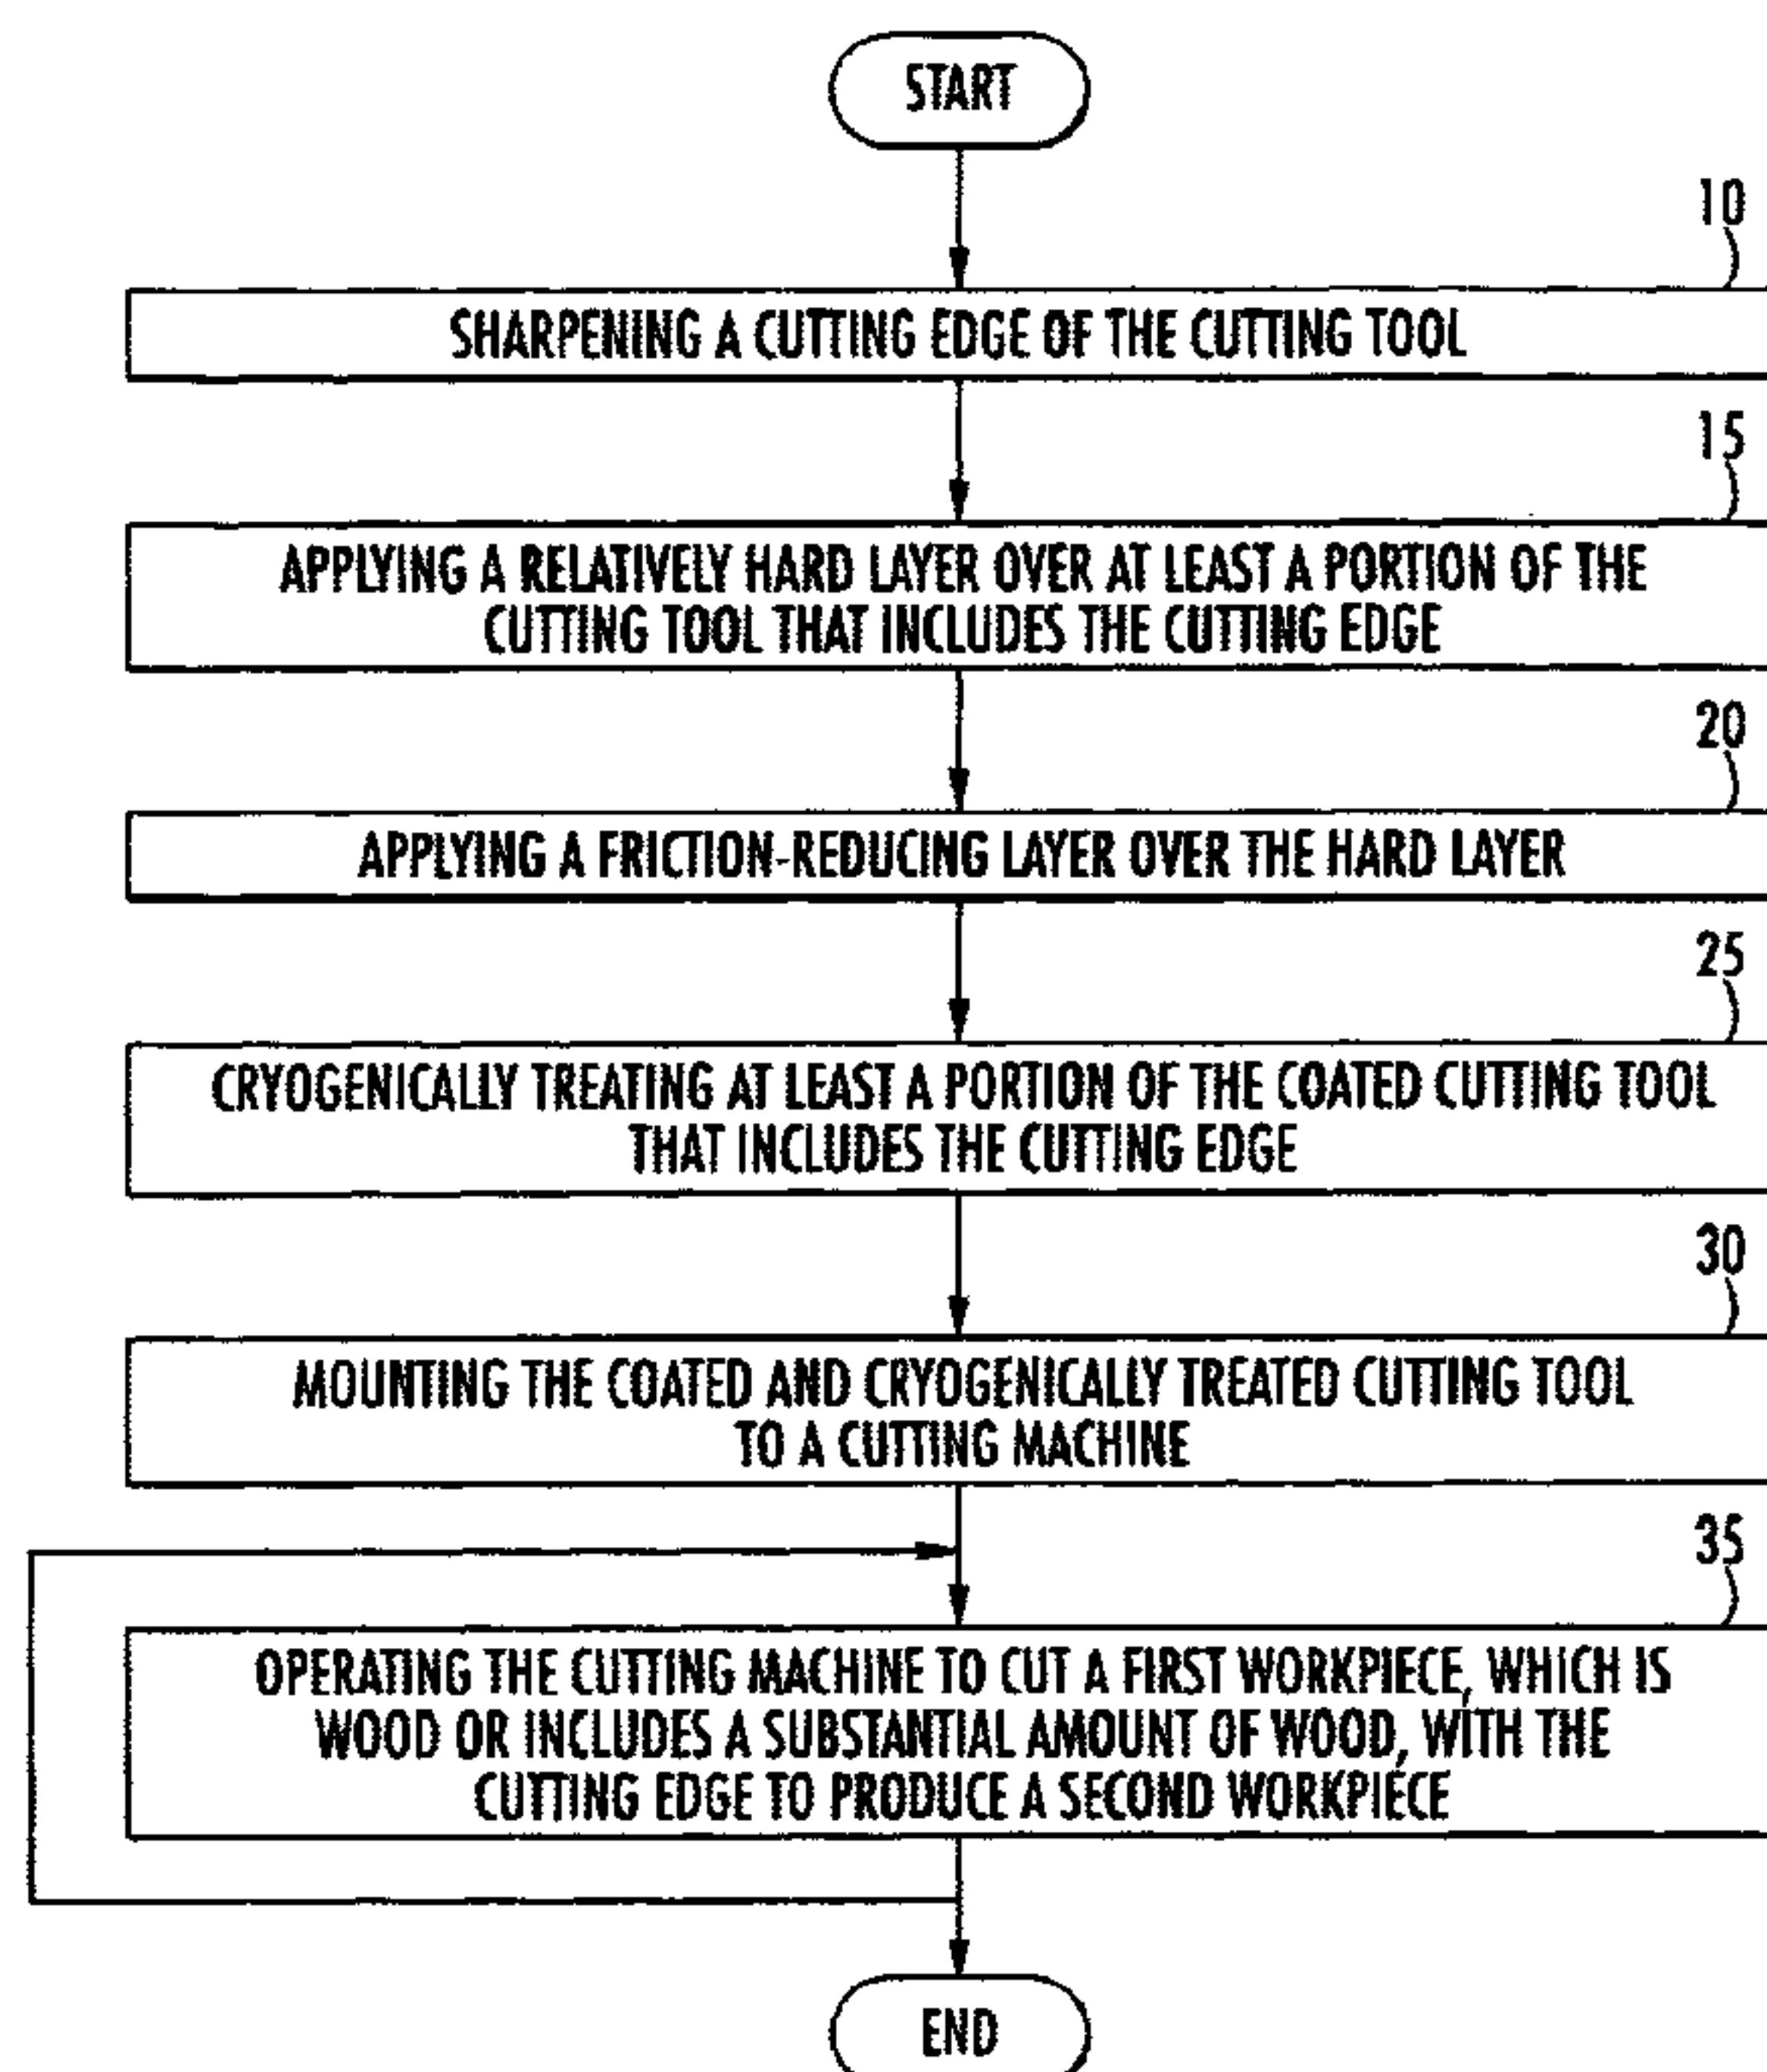 START
10
SHARPENING A CUTTING EDGE OF THE CUTTING TOOL
15
APPLYING A RELATIVELY HARD LAYER OVER AT LEAST A PORTION OF THE
CUTTING TOOL THAT INCLUDES THE CUTTING EDGE
20
APPLYING A FRICTION-REDUCING LAYER OVER THE HARD LAYER
25
CRYOGENICALLY TREATING AT LEAST A PORTION OF THE COATED CUTTING TOOL
THAT INCLUDES THE CUTTING EDGE
30
MOUNTING THE COATED AND CRYOGENICALLY TREATED CUTTING TOOL
TO A CUTTING MACHINE
35
OPERATING THE CUTTING MACHINE TO CUT A FIRST WORKPIECE, WHICH IS
WOOD OR INCLUDES A SUBSTANTIAL AMOUNT OF WOOD, WITH THE
CUTTING EDGE TO PRODUCE A SECOND WORKPIECE
END